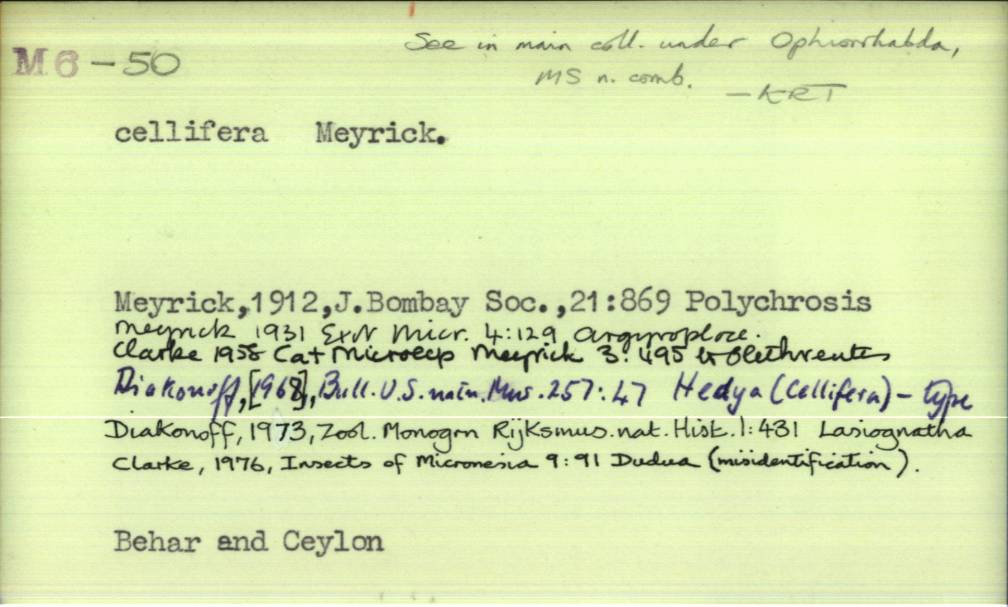 See in main coll. under Ophiorrhabda,
M6-50
MS n. comb.
-KRT
cellifera Meyrick.
Meyrick,1912,J.Bombay Soc.,21:869 Polychrosis
Meyrick 1931 Exot Micr. 4:129 Argyroploce.
Clarke 1958 Cat Microlep Meyrick 3:495 to Olethreutes
Diakonoff,[1968],Bull.U.S.natn.Mus.257:47 Hedya (Cellifera) - type
Diakonoff, 1973, Zool. Monogrn Rijksmus.nat.Hist.1:431 Lasiognatha
Clarke, 1976, Insects of Micronesia 9:91 Dudua (misidentification).
Behar and Ceylon